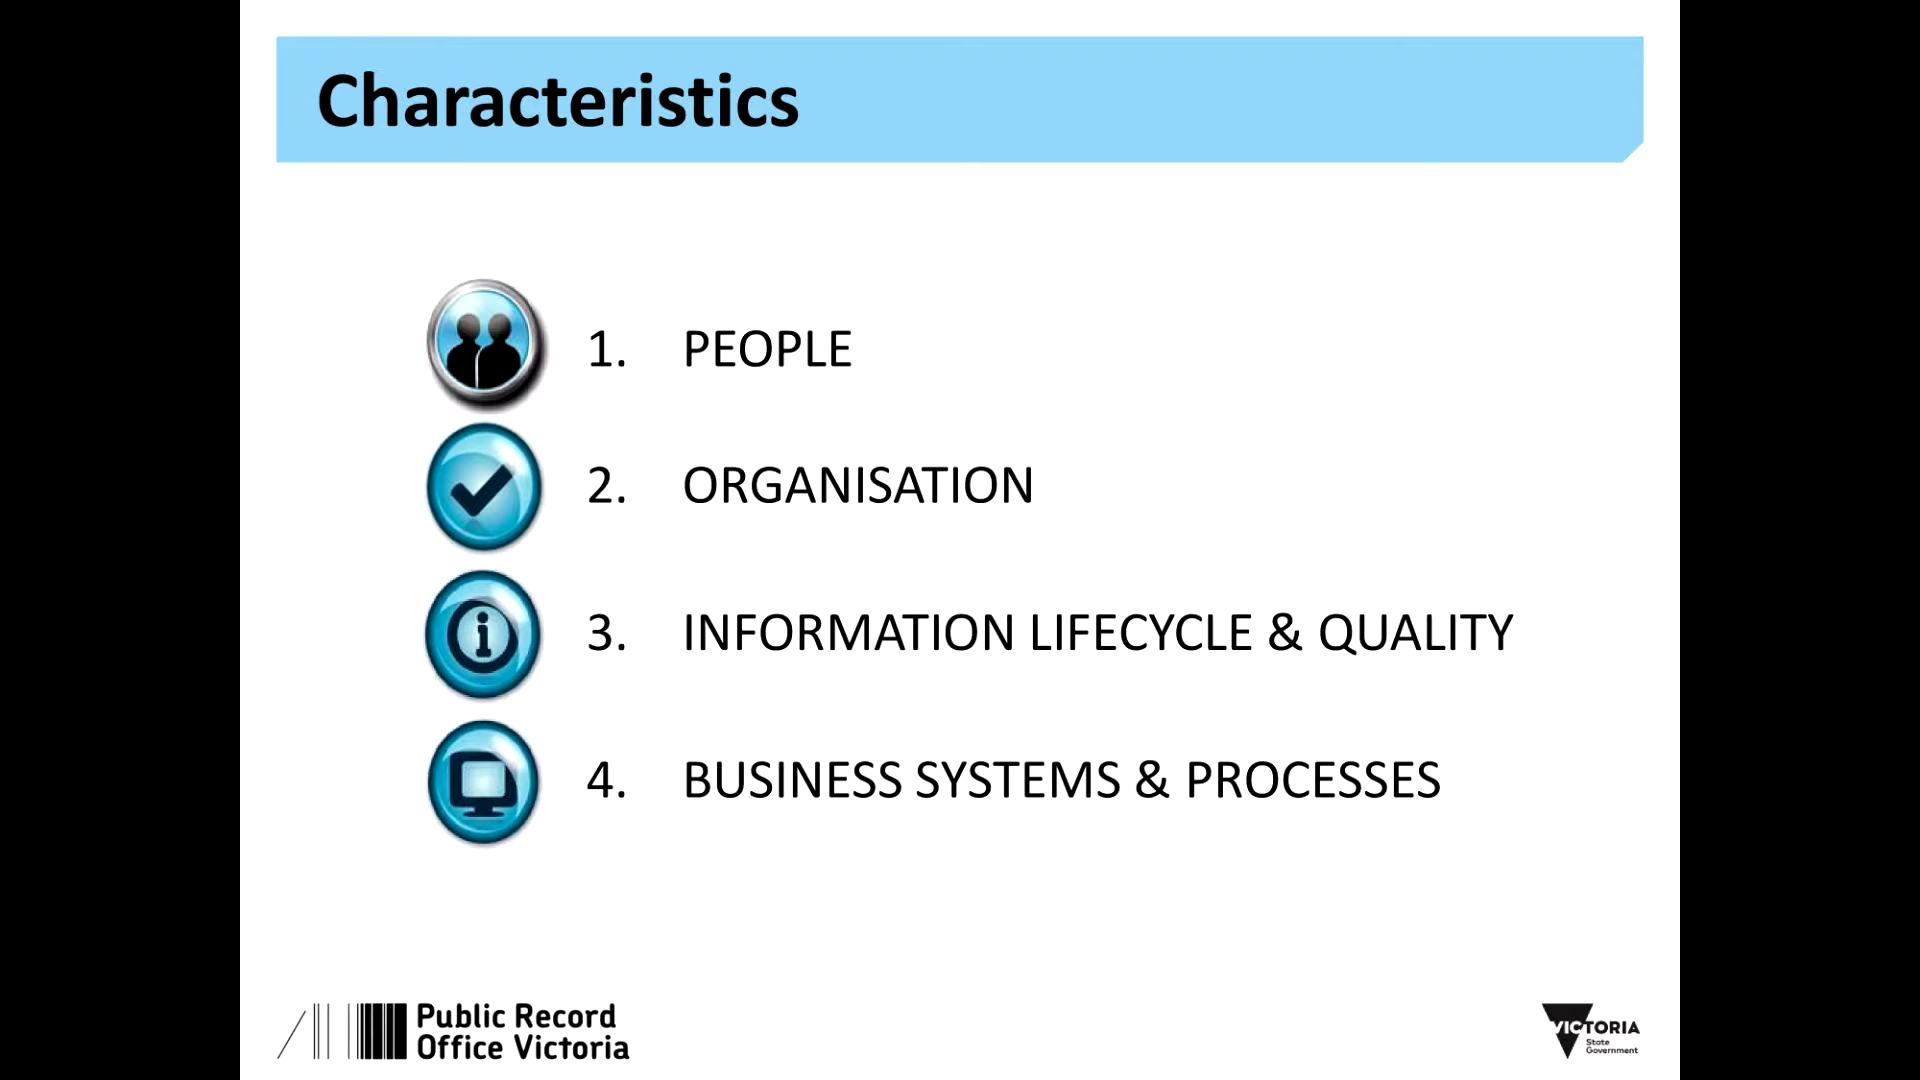 Characteristics
1. PEOPLE
2. ORGANISATION
3. INFORMATION LIFECYCLE & QUALITY
4. BUSINESS SYSTEMS & PROCESSES
Public Record
Office Victoria
VICTORIA
State
Government